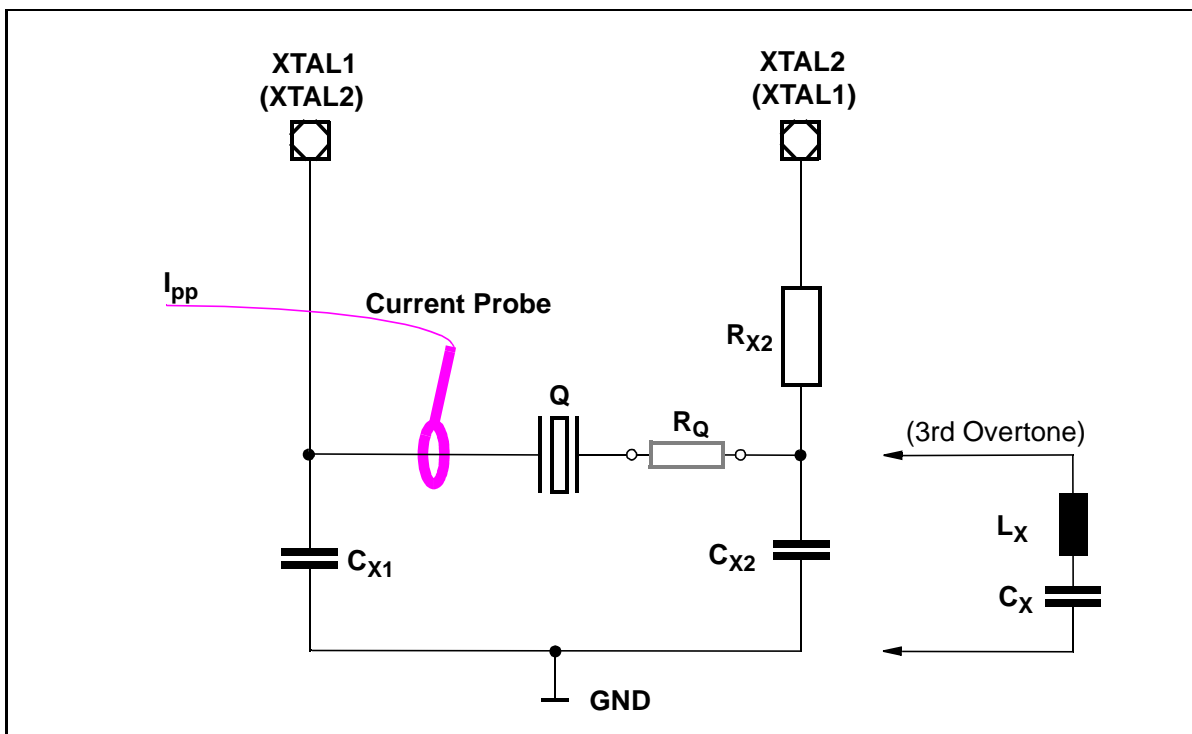 XTAL1
(XTAL2)
XTAL2
(XTAL1)
Ipp
Current Probe
RX2
Q
RQ
(3rd Overtone)
LX
CX1
CX2
CX
GND